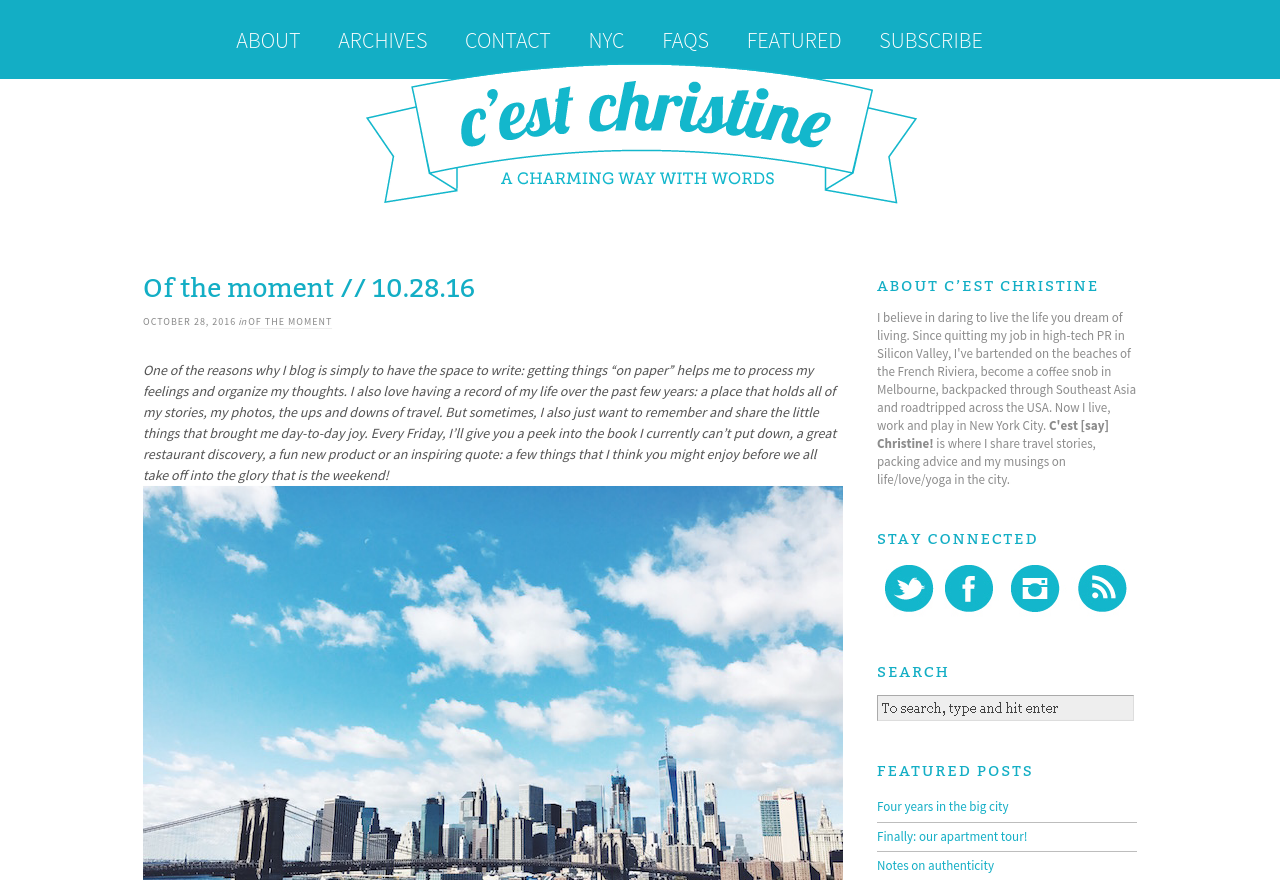 ABOUT ARCHIVES CONTACT NYC FAQS FEATURED SUBSCRIBE
c'est christine
A CHARMING WAY WITH WORDS
Of the moment // 10.28.16
OCTOBER 28, 2016 in OF THE MOMENT
One of the reasons why I blog is simply to have the space to write: getting things “on paper” helps me to process my
feelings and organize my thoughts. I also love having a record of my life over the past few years: a place that holds all of
my stories, my photos, the ups and downs of travel. But sometimes, I also just want to remember and share the little
things that brought me day-to-day joy. Every Friday, I’ll give you a peek into the book I currently can’t put down, a great
restaurant discovery, a fun new product or an inspiring quote: a few things that I think you might enjoy before we all
take off into the glory that is the weekend!
ABOUT C’EST CHRISTINE
I believe in daring to live the life you dream of
living. Since quitting my job in high-tech PR in
Silicon Valley, I've bartended on the beaches of
the French Riviera, become a coffee snob in
Melbourne, backpacked through Southeast Asia
and roadtripped across the USA. Now I live,
work and play in New York City. C'est [say]
Christine! is where I share travel stories,
packing advice and my musings on
life/love/yoga in the city.
STAY CONNECTED
SEARCH
To search, type and hit enter
FEATURED POSTS
Four years in the big city
Finally: our apartment tour!
Notes on authenticity